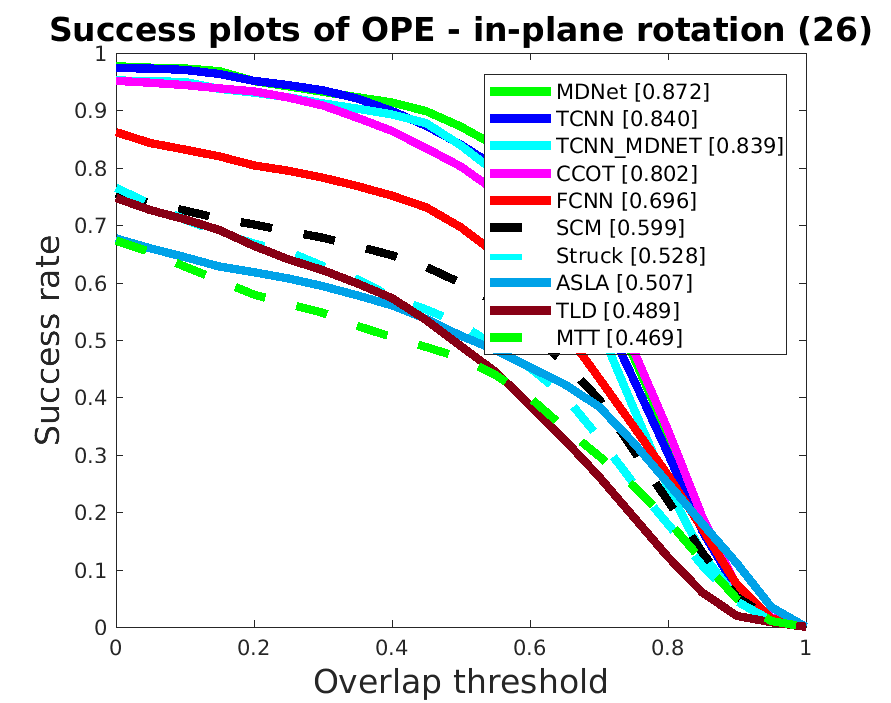 Success plots of OPE - in-plane rotation (26)
1
0.9
0.8
0.7
0.6
0.5
0.4
0.3
0.2
0.1
0
Success rate
MDNet [0.872]
TCNN [0.840]
TCNN_MDNET [0.839]
CCOT [0.802]
FCNN [0.696]
SCM [0.599]
Struck [0.528]
ASLA [0.507]
TLD [0.489]
MTT [0.469]
0 0.2 0.4 0.6 0.8 1
Overlap threshold